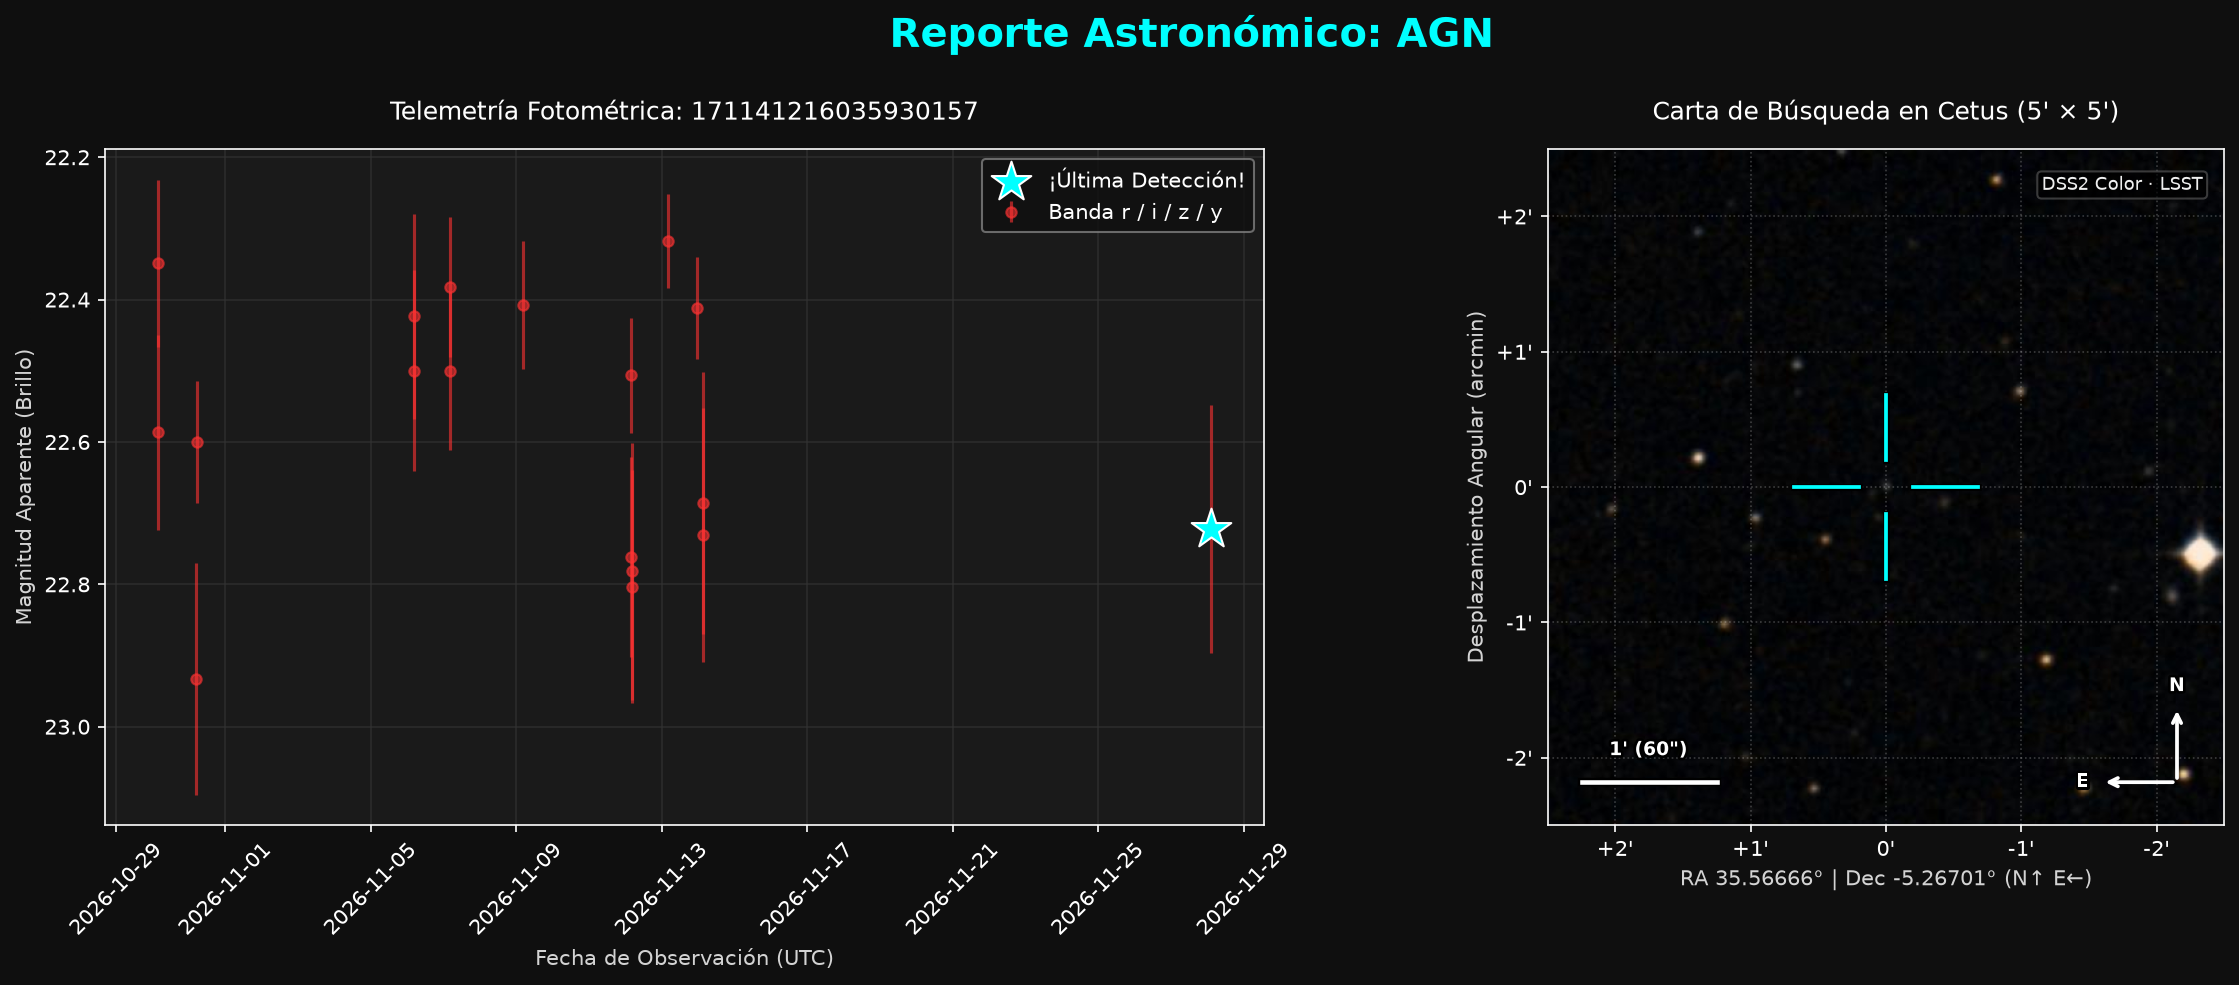 Reporte Astronómico: AGN
Telemetría Fotométrica: 171141216035930157
Magnitud Aparente (Brillo)
22.2
22.4
22.6
22.8
23.0
¡Última Detección!
Banda r / i / z / y
2026-10-29
2026-11-01
2026-11-05
2026-11-09
2026-11-13
2026-11-17
2026-11-21
2026-11-25
2026-11-29
Fecha de Observación (UTC)
Carta de Búsqueda en Cetus (5' × 5')
Desplazamiento Angular (arcmin)
+2'
+1'
0'
-1'
-2'
DSS2 Color · LSST
N
E
1' (60")
+2'
+1'
0'
-1'
-2'
RA 35.56666° | Dec -5.26701° (N↑ E←)